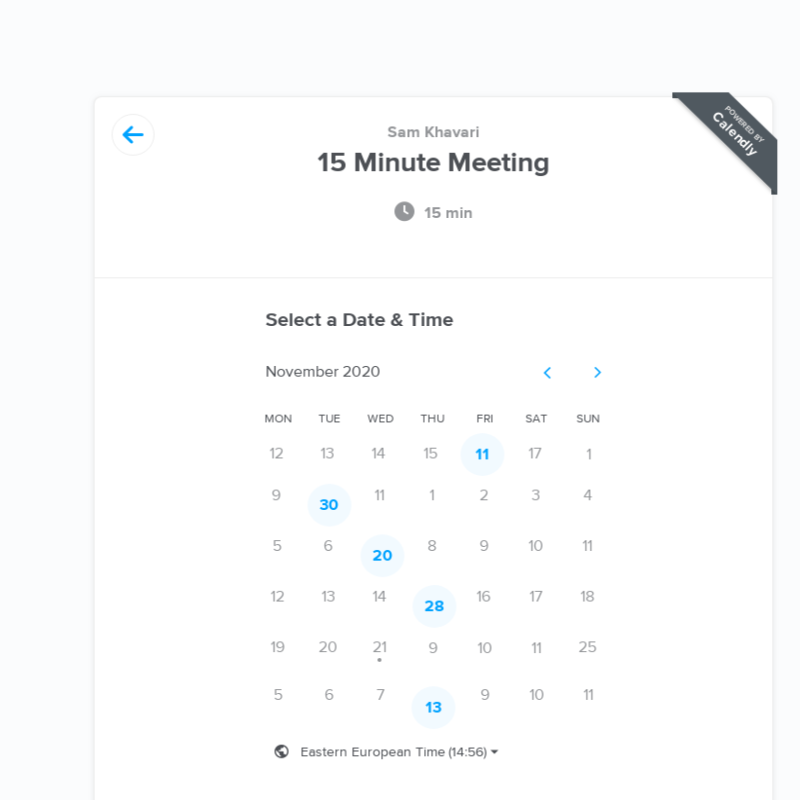 Sam Khavari
15 Minute Meeting
15 min
POWERED BY
Calendly
Select a Date & Time
November 2020
MON TUE WED THU FRI SAT SUN
12 13 14 15 11 17 1
9 30 11 1 2 3 4
5 6 20 8 9 10 11
12 13 14 28 16 17 18
19 20 21 9 10 11 25
5 6 7 13 9 10 11
Eastern European Time (14:56)